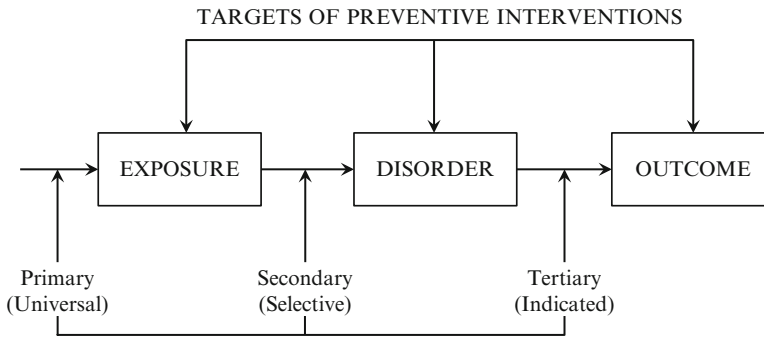 TARGETS OF PREVENTIVE INTERVENTIONS
EXPOSURE
DISORDER
OUTCOME
Primary
(Universal)
Secondary
(Selective)
Tertiary
(Indicated)